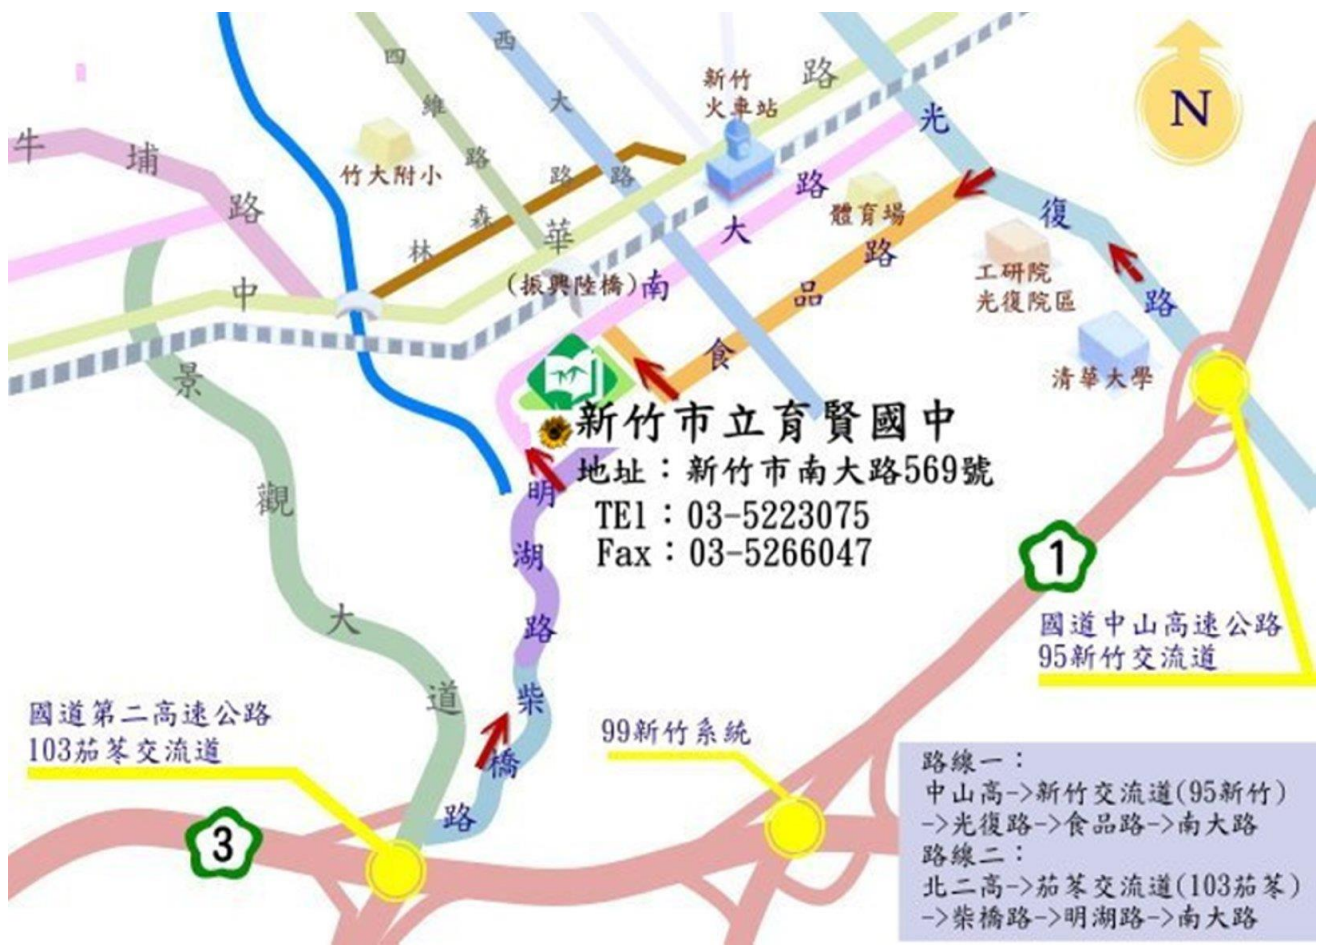 四維路
西大路
新竹
火車站
中華路
光復路
N
牛埔路
竹大附小
林森路
體育場
南大路
食品路
工研院
光復院區
(振興陸橋)
清華大學
景觀大道
新竹市立育賢國中
地址：新竹市南大路569號
TEl：03-5223075
Fax：03-5266047
明湖路
1
國道中山高速公路
95新竹交流道
柴橋路
國道第二高速公路
103茄苳交流道
99新竹系統
3
路線一：
中山高->新竹交流道(95新竹)
->光復路->食品路->南大路
路線二：
北二高->茄苳交流道(103茄苳)
->柴橋路->明湖路->南大路